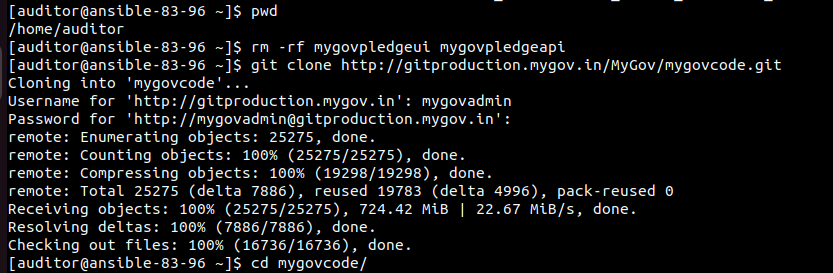 [auditor@ansible-83-96 ~]$ pwd
/home/auditor
[auditor@ansible-83-96 ~]$ rm -rf mygovpledgeui mygovpledgeapi
[auditor@ansible-83-96 ~]$ git clone http://gitproduction.mygov.in/MyGov/mygovcode.git
Cloning into 'mygovcode'...
Username for 'http://gitproduction.mygov.in': mygovadmin
Password for 'http://mygovadmin@gitproduction.mygov.in':
remote: Enumerating objects: 25275, done.
remote: Counting objects: 100% (25275/25275), done.
remote: Compressing objects: 100% (19298/19298), done.
remote: Total 25275 (delta 7886), reused 19783 (delta 4996), pack-reused 0
Receiving objects: 100% (25275/25275), 724.42 MiB | 22.67 MiB/s, done.
Resolving deltas: 100% (7886/7886), done.
Checking out files: 100% (16736/16736), done.
[auditor@ansible-83-96 ~]$ cd mygovcode/